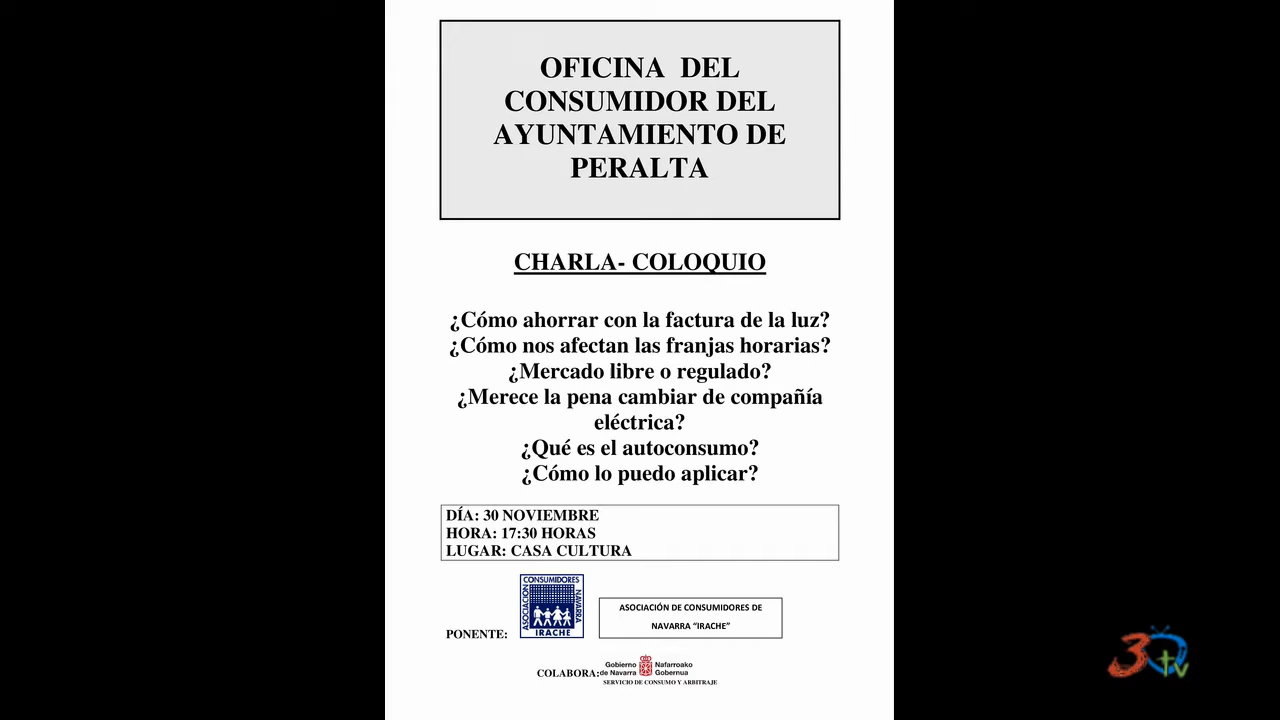 OFICINA DEL
CONSUMIDOR DEL
AYUNTAMIENTO DE
PERALTA
CHARLA- COLOQUIO
¿Cómo ahorrar con la factura de la luz?
¿Cómo nos afectan las franjas horarias?
¿Mercado libre o regulado?
¿Merece la pena cambiar de compañía
eléctrica?
¿Qué es el autoconsumo?
¿Cómo lo puedo aplicar?
DÍA: 30 NOVIEMBRE
HORA: 17:30 HORAS
LUGAR: CASA CULTURA
PONENTE:
ASOCIACIÓN
CONSUMIDORES
NAVARRA
IRACHE
ASOCIACIÓN DE CONSUMIDORES DE
NAVARRA “IRACHE”
COLABORA:
Gobierno
de Navarra
Nafarroako
Gobernua
SERVICIO DE CONSUMO Y ARBITRAJE
3 tv